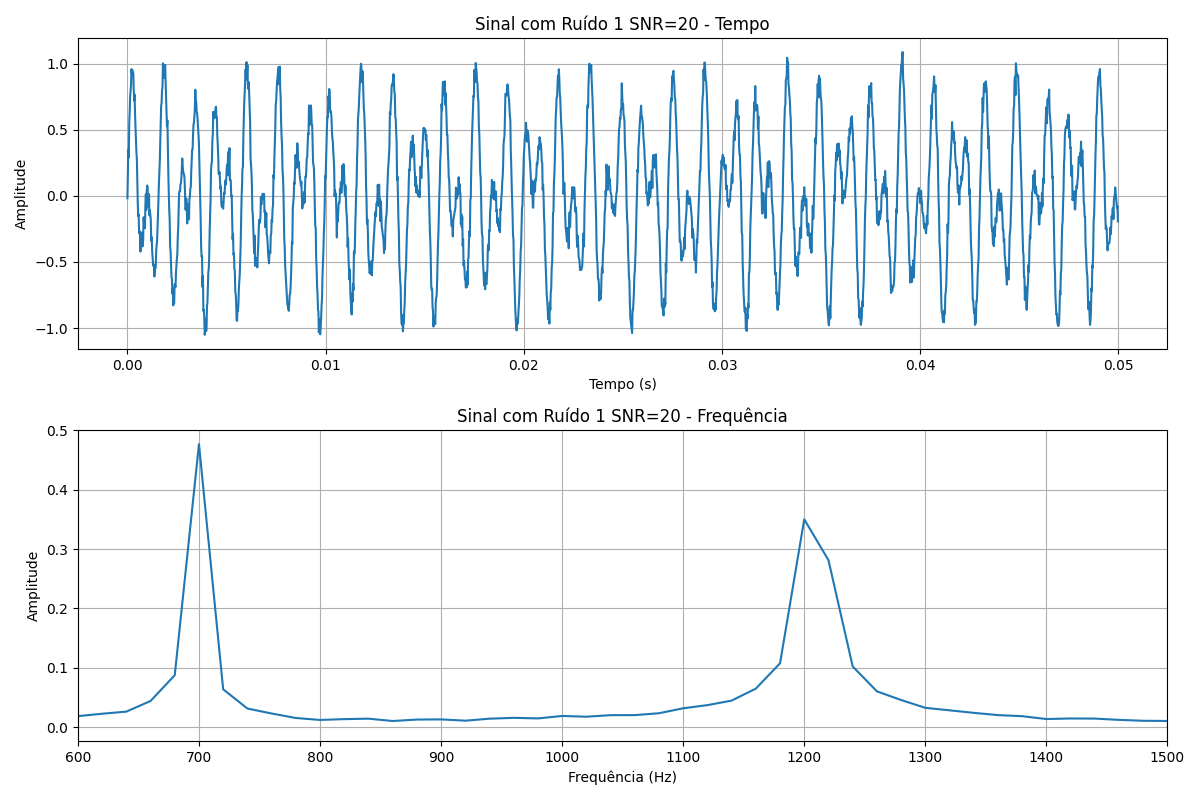 Sinal com Ruído 1 SNR=20 - Tempo
1.0
0.5
0.0
−0.5
−1.0
Amplitude
0.00 0.01 0.02 0.03 0.04 0.05
Tempo (s)
Sinal com Ruído 1 SNR=20 - Frequência
0.5
0.4
0.3
0.2
0.1
0.0
Amplitude
600 700 800 900 1000 1100 1200 1300 1400 1500
Frequência (Hz)